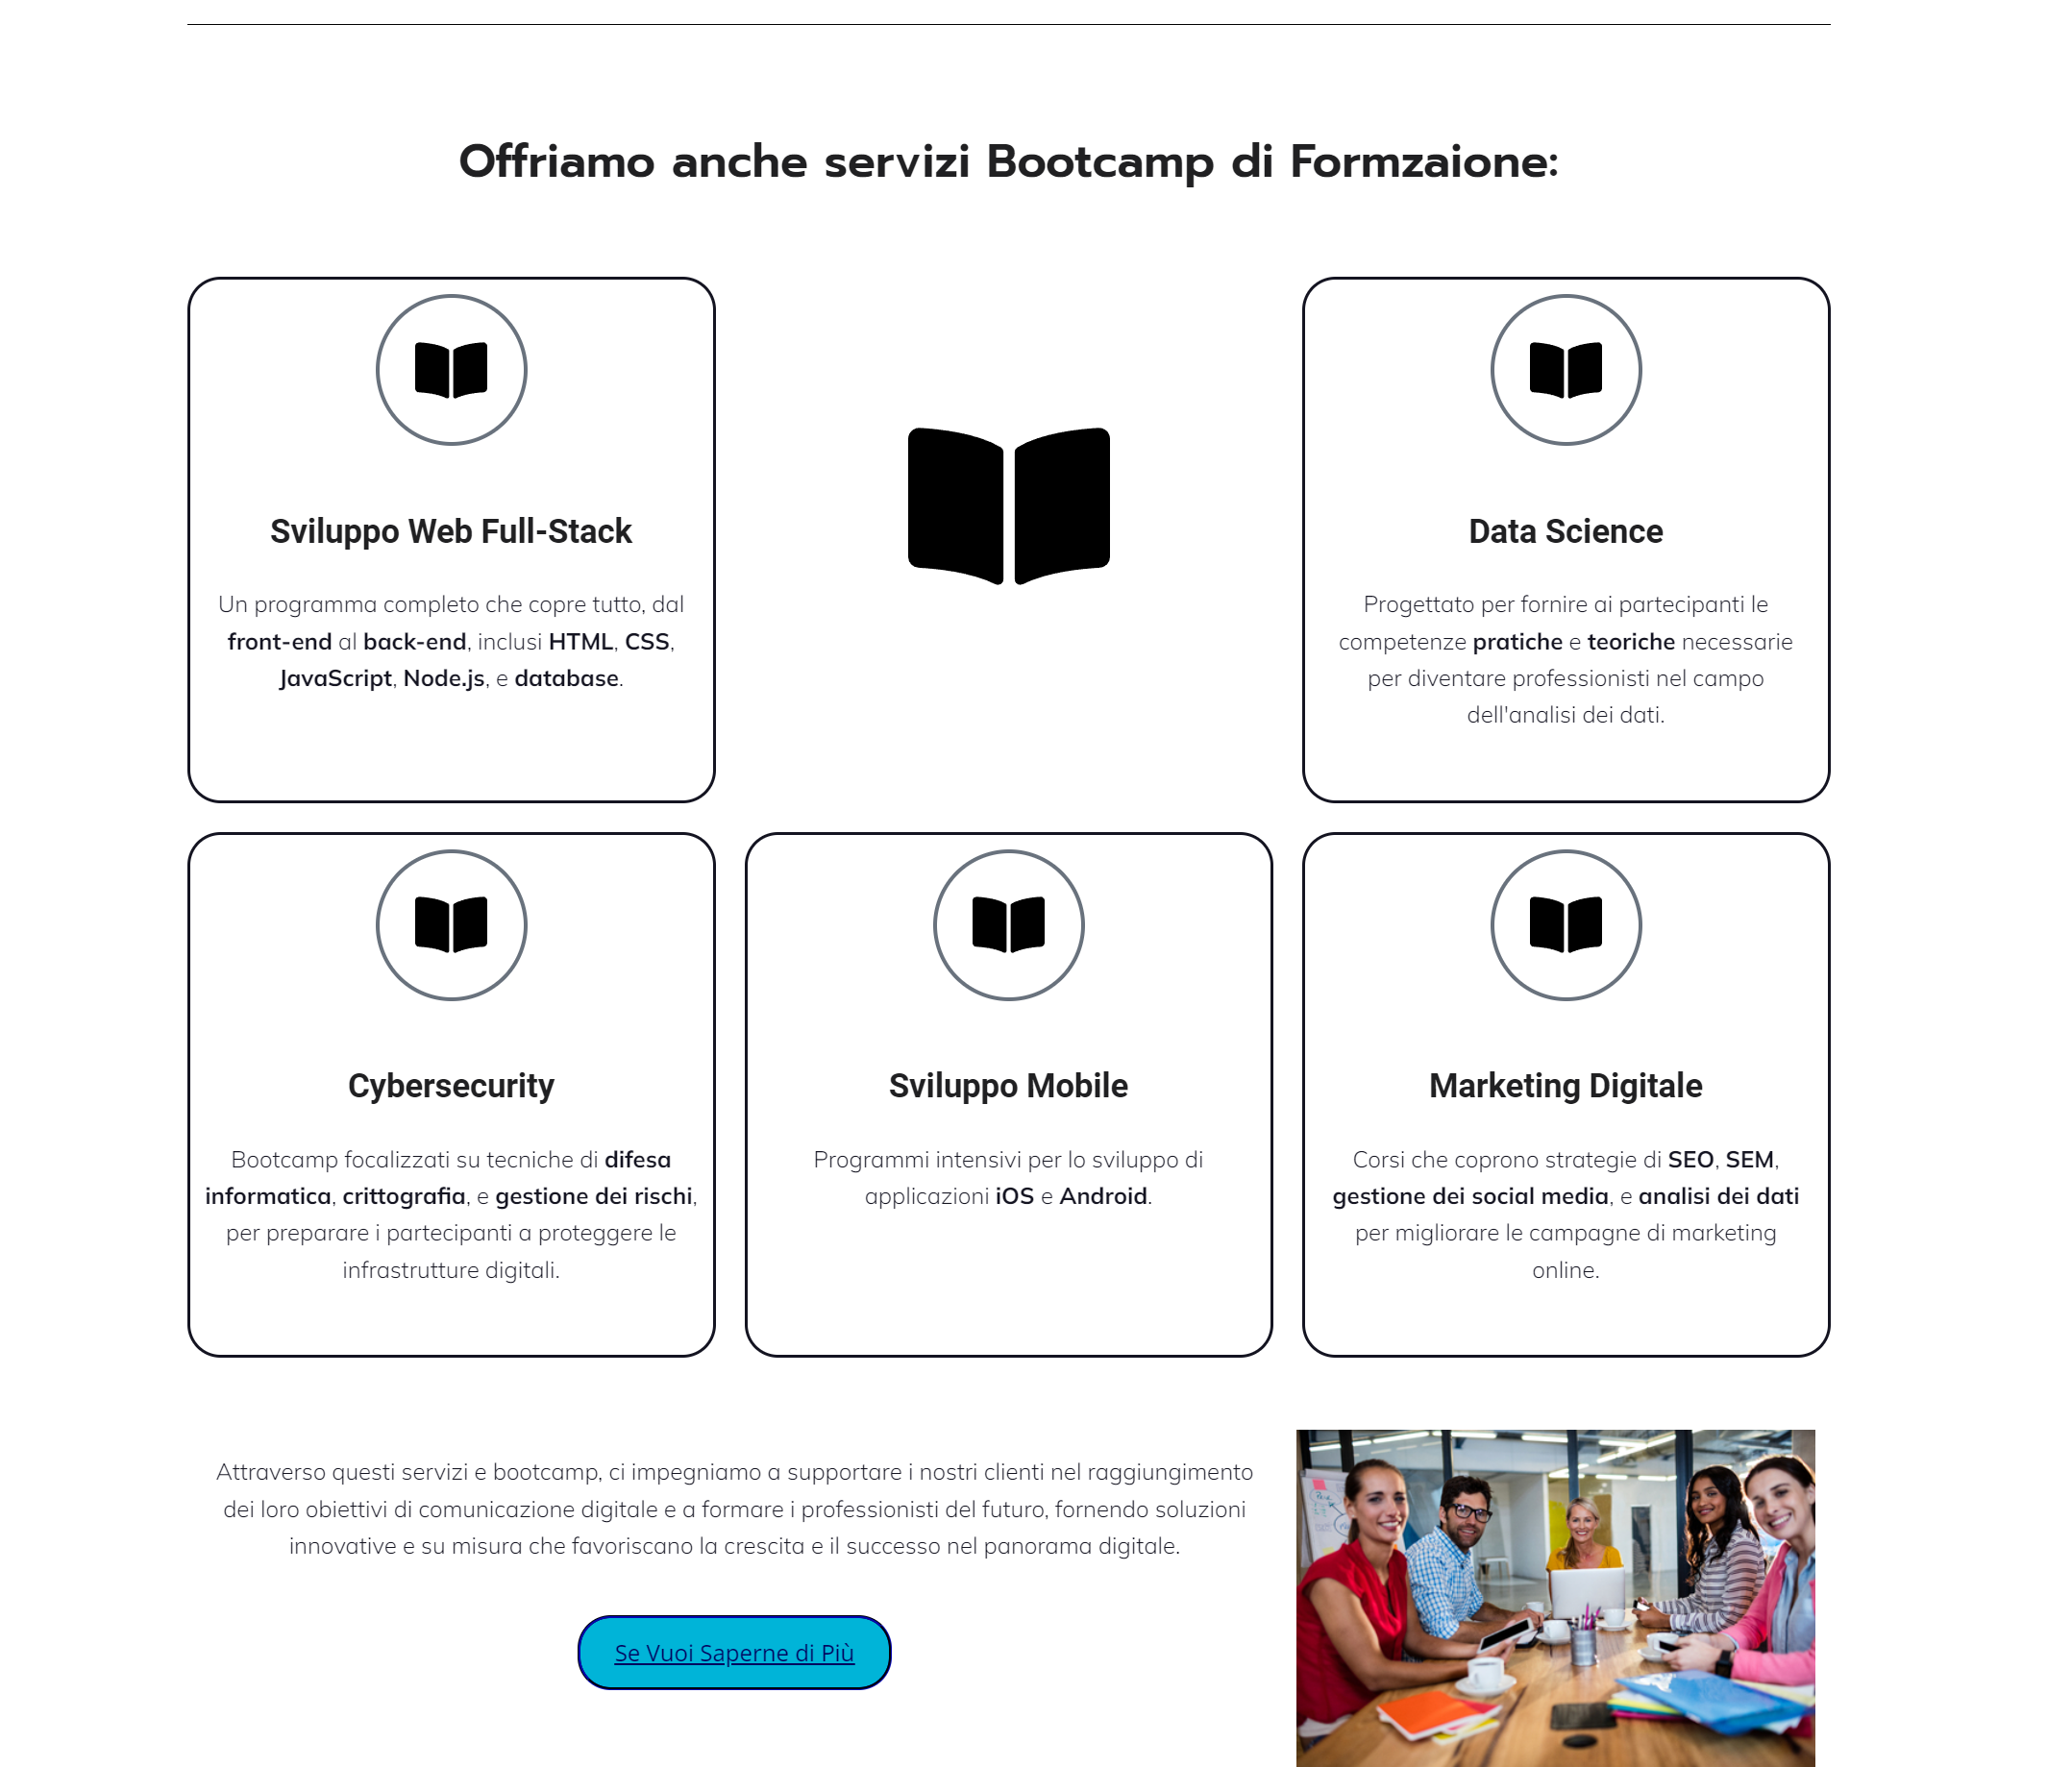 Offriamo anche servizi Bootcamp di Formzaione:
Sviluppo Web Full-Stack
Un programma completo che copre tutto, dal
front-end al back-end, inclusi HTML, CSS,
JavaScript, Node.js, e database.
Data Science
Progettato per fornire ai partecipanti le
competenze pratiche e teoriche necessarie
per diventare professionisti nel campo
dell'analisi dei dati.
Cybersecurity
Bootcamp focalizzati su tecniche di difesa
informatica, crittografia, e gestione dei rischi,
per preparare i partecipanti a proteggere le
infrastrutture digitali.
Sviluppo Mobile
Programmi intensivi per lo sviluppo di
applicazioni iOS e Android.
Marketing Digitale
Corsi che coprono strategie di SEO, SEM,
gestione dei social media, e analisi dei dati
per migliorare le campagne di marketing
online.
Attraverso questi servizi e bootcamp, ci impegniamo a supportare i nostri clienti nel raggiungimento
dei loro obiettivi di comunicazione digitale e a formare i professionisti del futuro, fornendo soluzioni
innovative e su misura che favoriscano la crescita e il successo nel panorama digitale.
Se Vuoi Saperne di Più